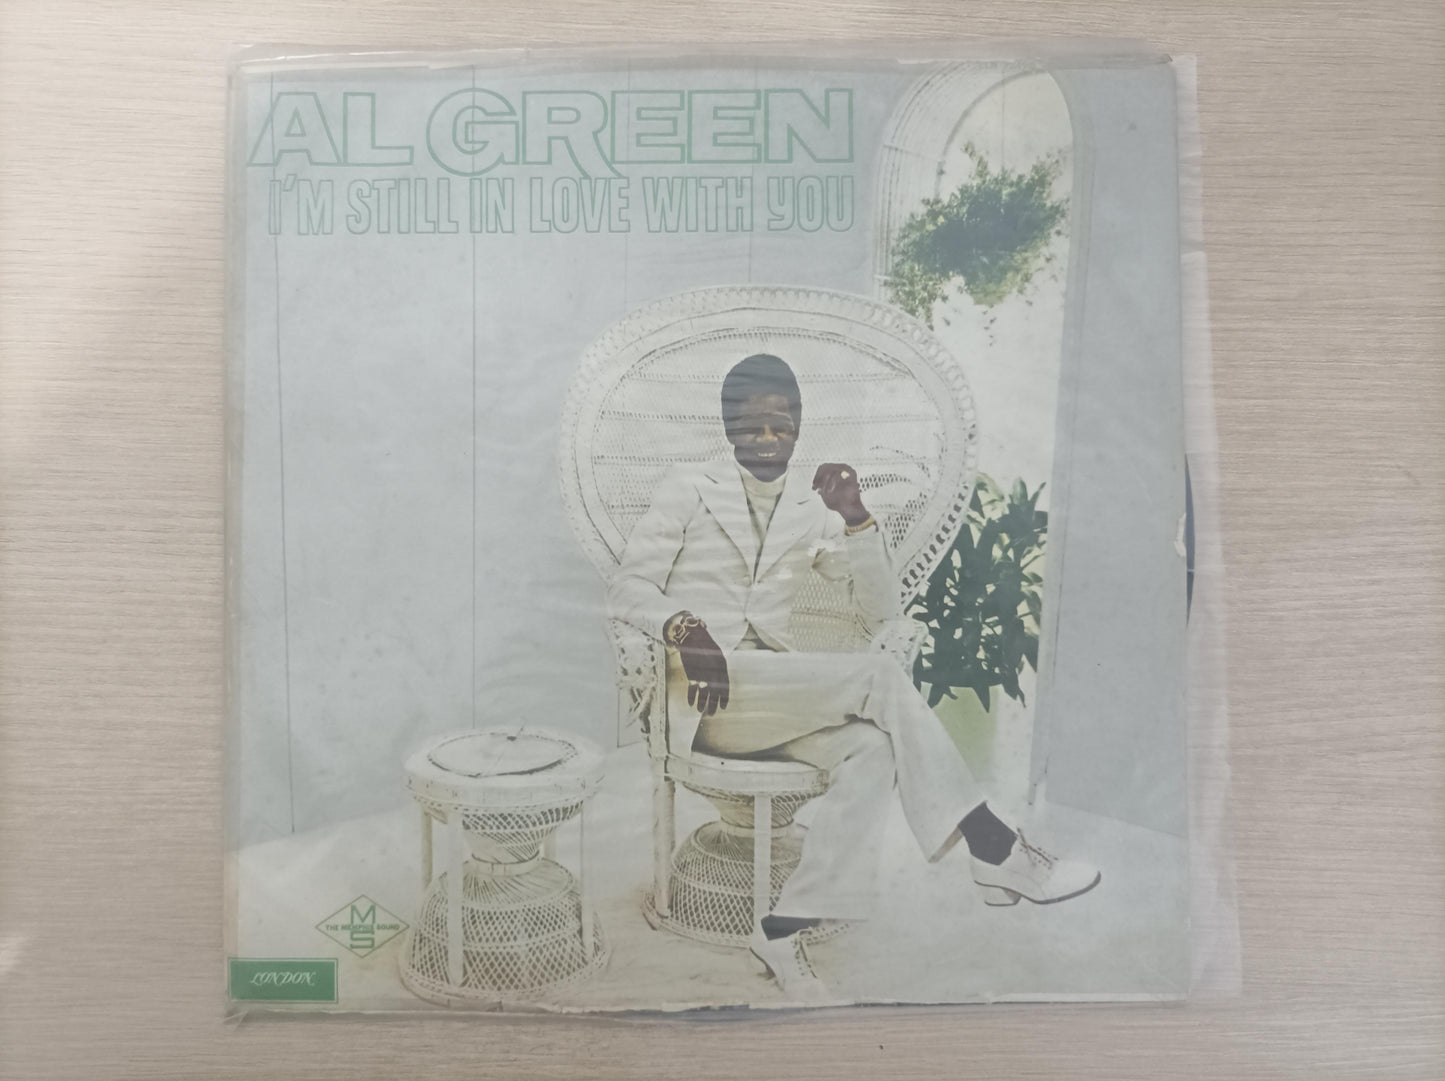 AL GREEN
I'M STILL IN LOVE WITH YOU
M
THE MEMPHIS SOUND
S
LONDON